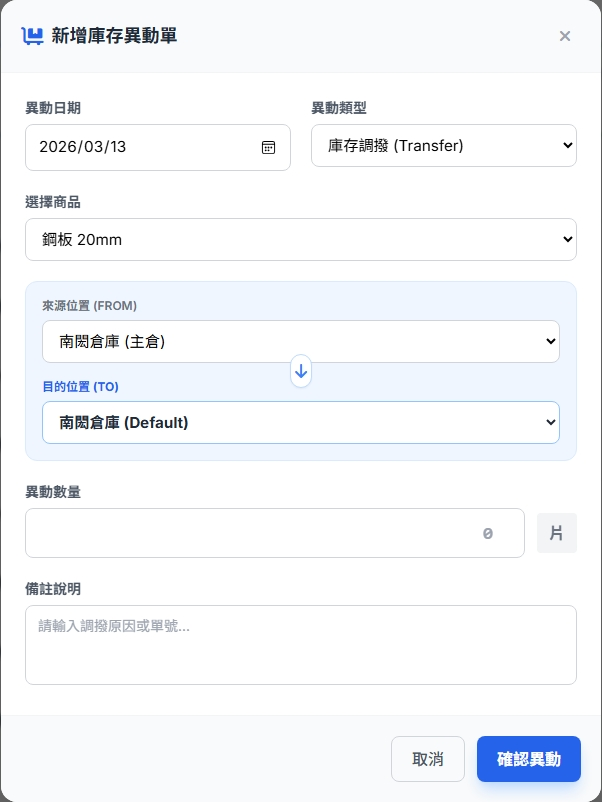 新增庫存異動單
×
異動日期
異動類型
2026/03/13
庫存調撥 (Transfer)
選擇商品
鋼板 20mm
來源位置 (FROM)
南閎倉庫 (主倉)
目的位置 (TO)
南閎倉庫 (Default)
異動數量
0
片
備註說明
請輸入調撥原因或單號...
取消
確認異動